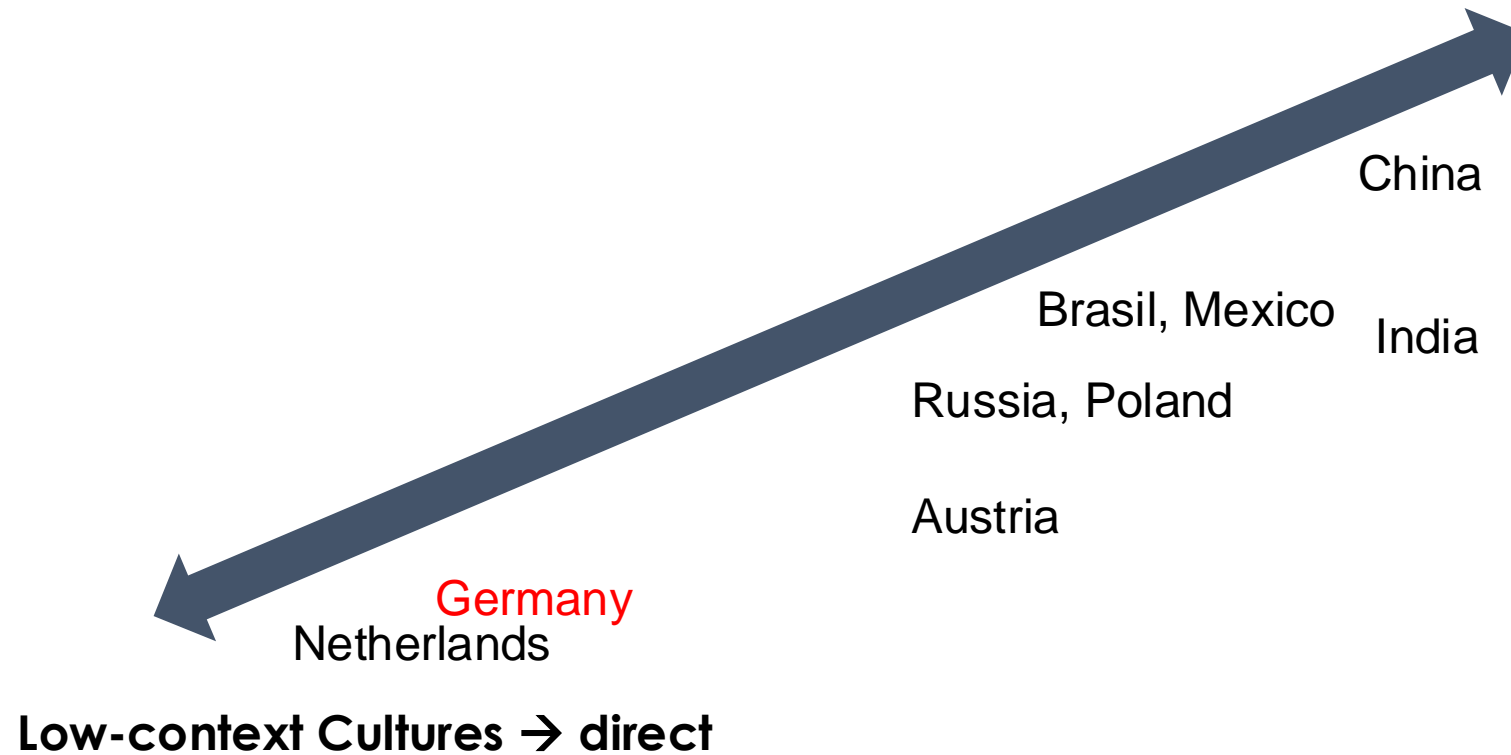 China
Brasil, Mexico
India
Russia, Poland
Austria
Germany
Netherlands
Low-context Cultures → direct